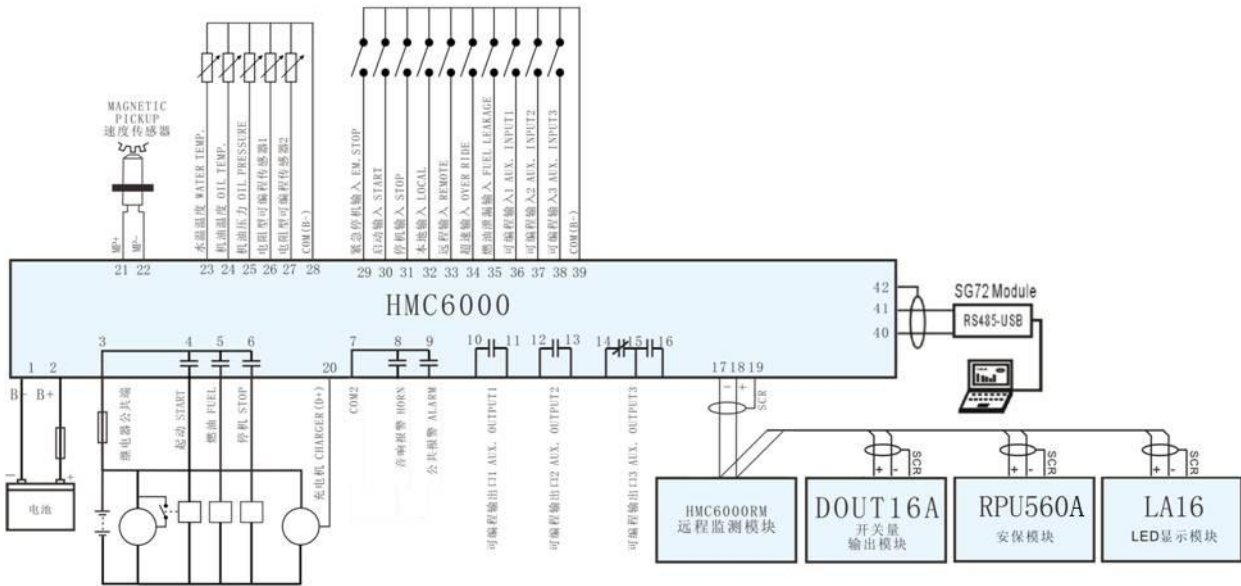 MAGNETIC
PICKUP
速度传感器
MP+
MP-
水温温度 WATER TEMP.
机油温度 OIL TEMP.
机油压力 OIL PRESSURE
电阻型可编程传感器1
电阻型可编程传感器2
COM(B-)
紧急停机输入 EM. STOP
启动输入 START
停机输入 STOP
本地输入 LOCAL
远程输入 REMOTE
超速输入 OVER RIDE
燃油泄漏输入 FUEL LEAKAGE
可编程输入1 AUX. INPUT1
可编程输入2 AUX. INPUT2
可编程输入3 AUX. INPUT3
COM(B-)
21 22 23 24 25 26 27 28 29 30 31 32 33 34 35 36 37 38 39
HMC6000
42
41
40
SG72 Module
RS485-USB
1 2 3 4 5 6 20 7 8 9 10 11 12 13 14 15 16 17 18 19
B- B+
继电器公共端
起动 START
燃油 FUEL
停机 STOP
充电机 CHARGER(D+)
COM2
音响报警 HORN
公共报警 ALARM
可编程输出口1 AUX. OUTPUT1
可编程输出口2 AUX. OUTPUT2
可编程输出口3 AUX. OUTPUT3
- + SCR
- +
电池
+ - SCR
+ - SCR
+ - SCR
HMC6000RM
远程监测模块
DOUT16A
开关量
输出模块
RPU560A
安保模块
LA16
LED显示模块